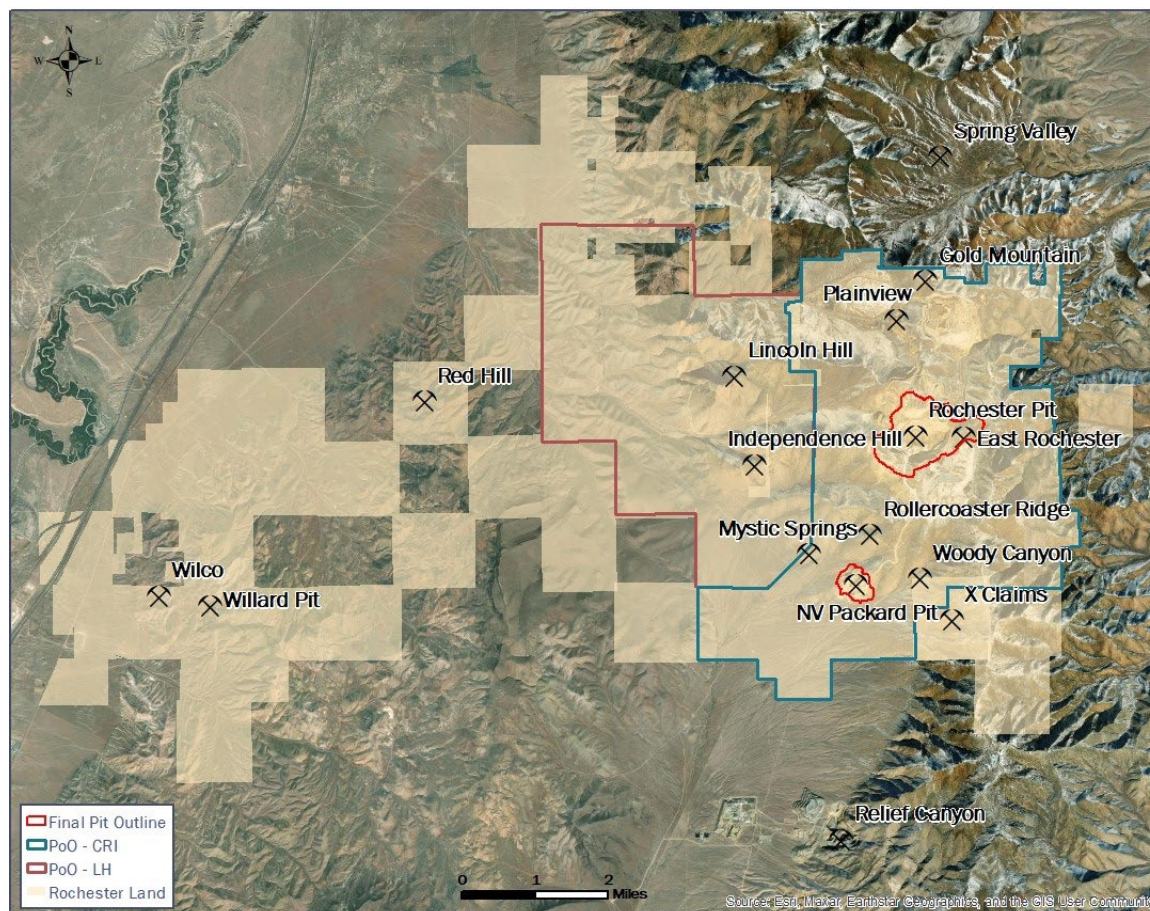 N
W E
S
Spring Valley
Gold Mountain
Plainview
Lincoln Hill
Red Hill
Rochester Pit
Independence Hill
East Rochester
Rollercoaster Ridge
Mystic Springs
Woody Canyon
Wilco
Willard Pit
X Claims
NV Packard Pit
Relief Canyon
Final Pit Outline
PoO - CRI
PoO - LH
Rochester Land
0 1 2
Miles
Source: Esri, Maxar, Earthstar Geographics, and the GIS User Community